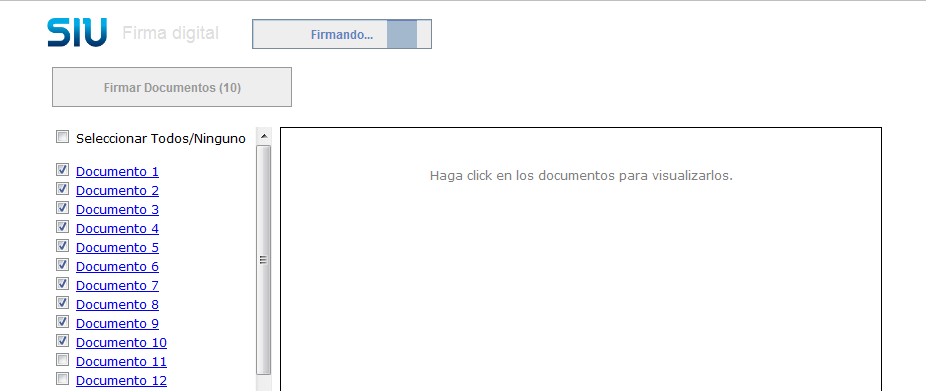 SIU Firma digital Firmando...
Firmar Documentos (10)
Seleccionar Todos/Ninguno
Documento 1
Documento 2
Documento 3
Documento 4
Documento 5
Documento 6
Documento 7
Documento 8
Documento 9
Documento 10
Documento 11
Documento 12
Haga click en los documentos para visualizarlos.